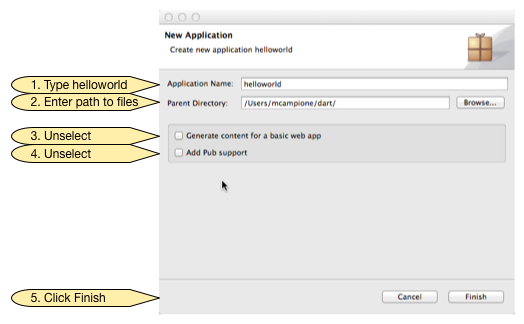 New Application
Create new application helloworld
1. Type helloworld
Application Name: helloworld
2. Enter path to files
Parent Directory: /Users/mcampione/dart/ Browse...
3. Unselect
Generate content for a basic web app
4. Unselect
Add Pub support
5. Click Finish
Cancel Finish